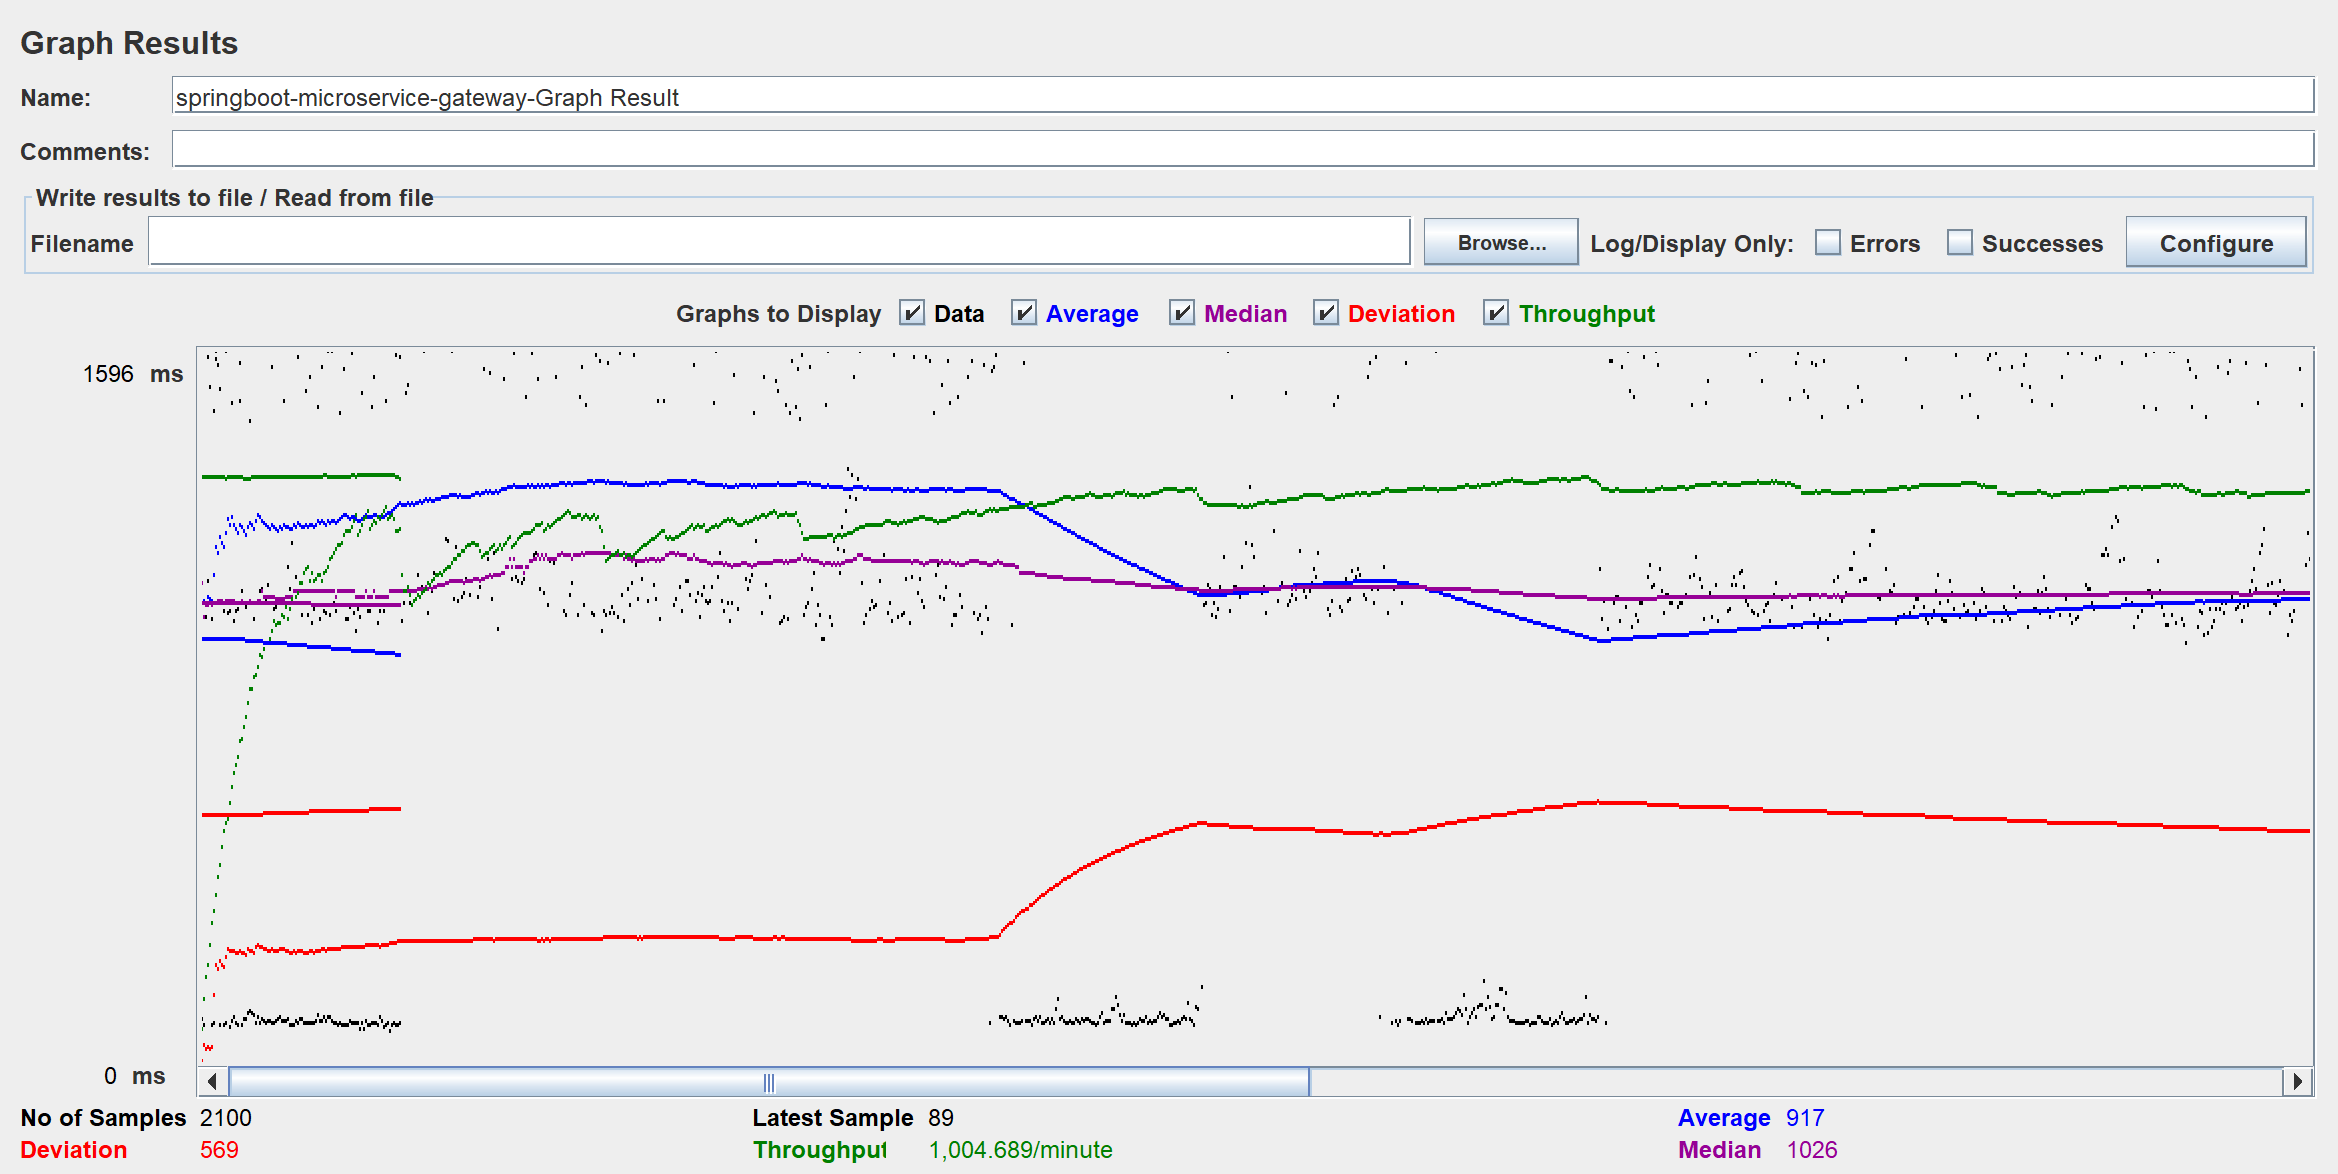 Graph Results
Name: springboot-microservice-gateway-Graph Result
Comments:
Write results to file / Read from file
Filename Browse... Log/Display Only: Errors Successes Configure
Graphs to Display Data Average Median Deviation Throughput
1596 ms
0 ms
No of Samples 2100 Latest Sample 89 Average 917
Deviation 569 Throughput 1,004.689/minute Median 1026